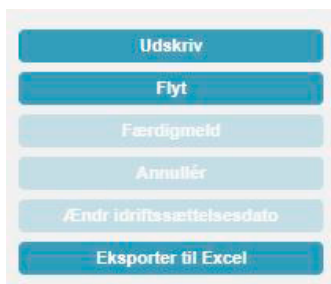 Udskriv
Flyt
Færdigmeld
Annullér
Ændr idriftssættelsesdato
Eksporter til Excel